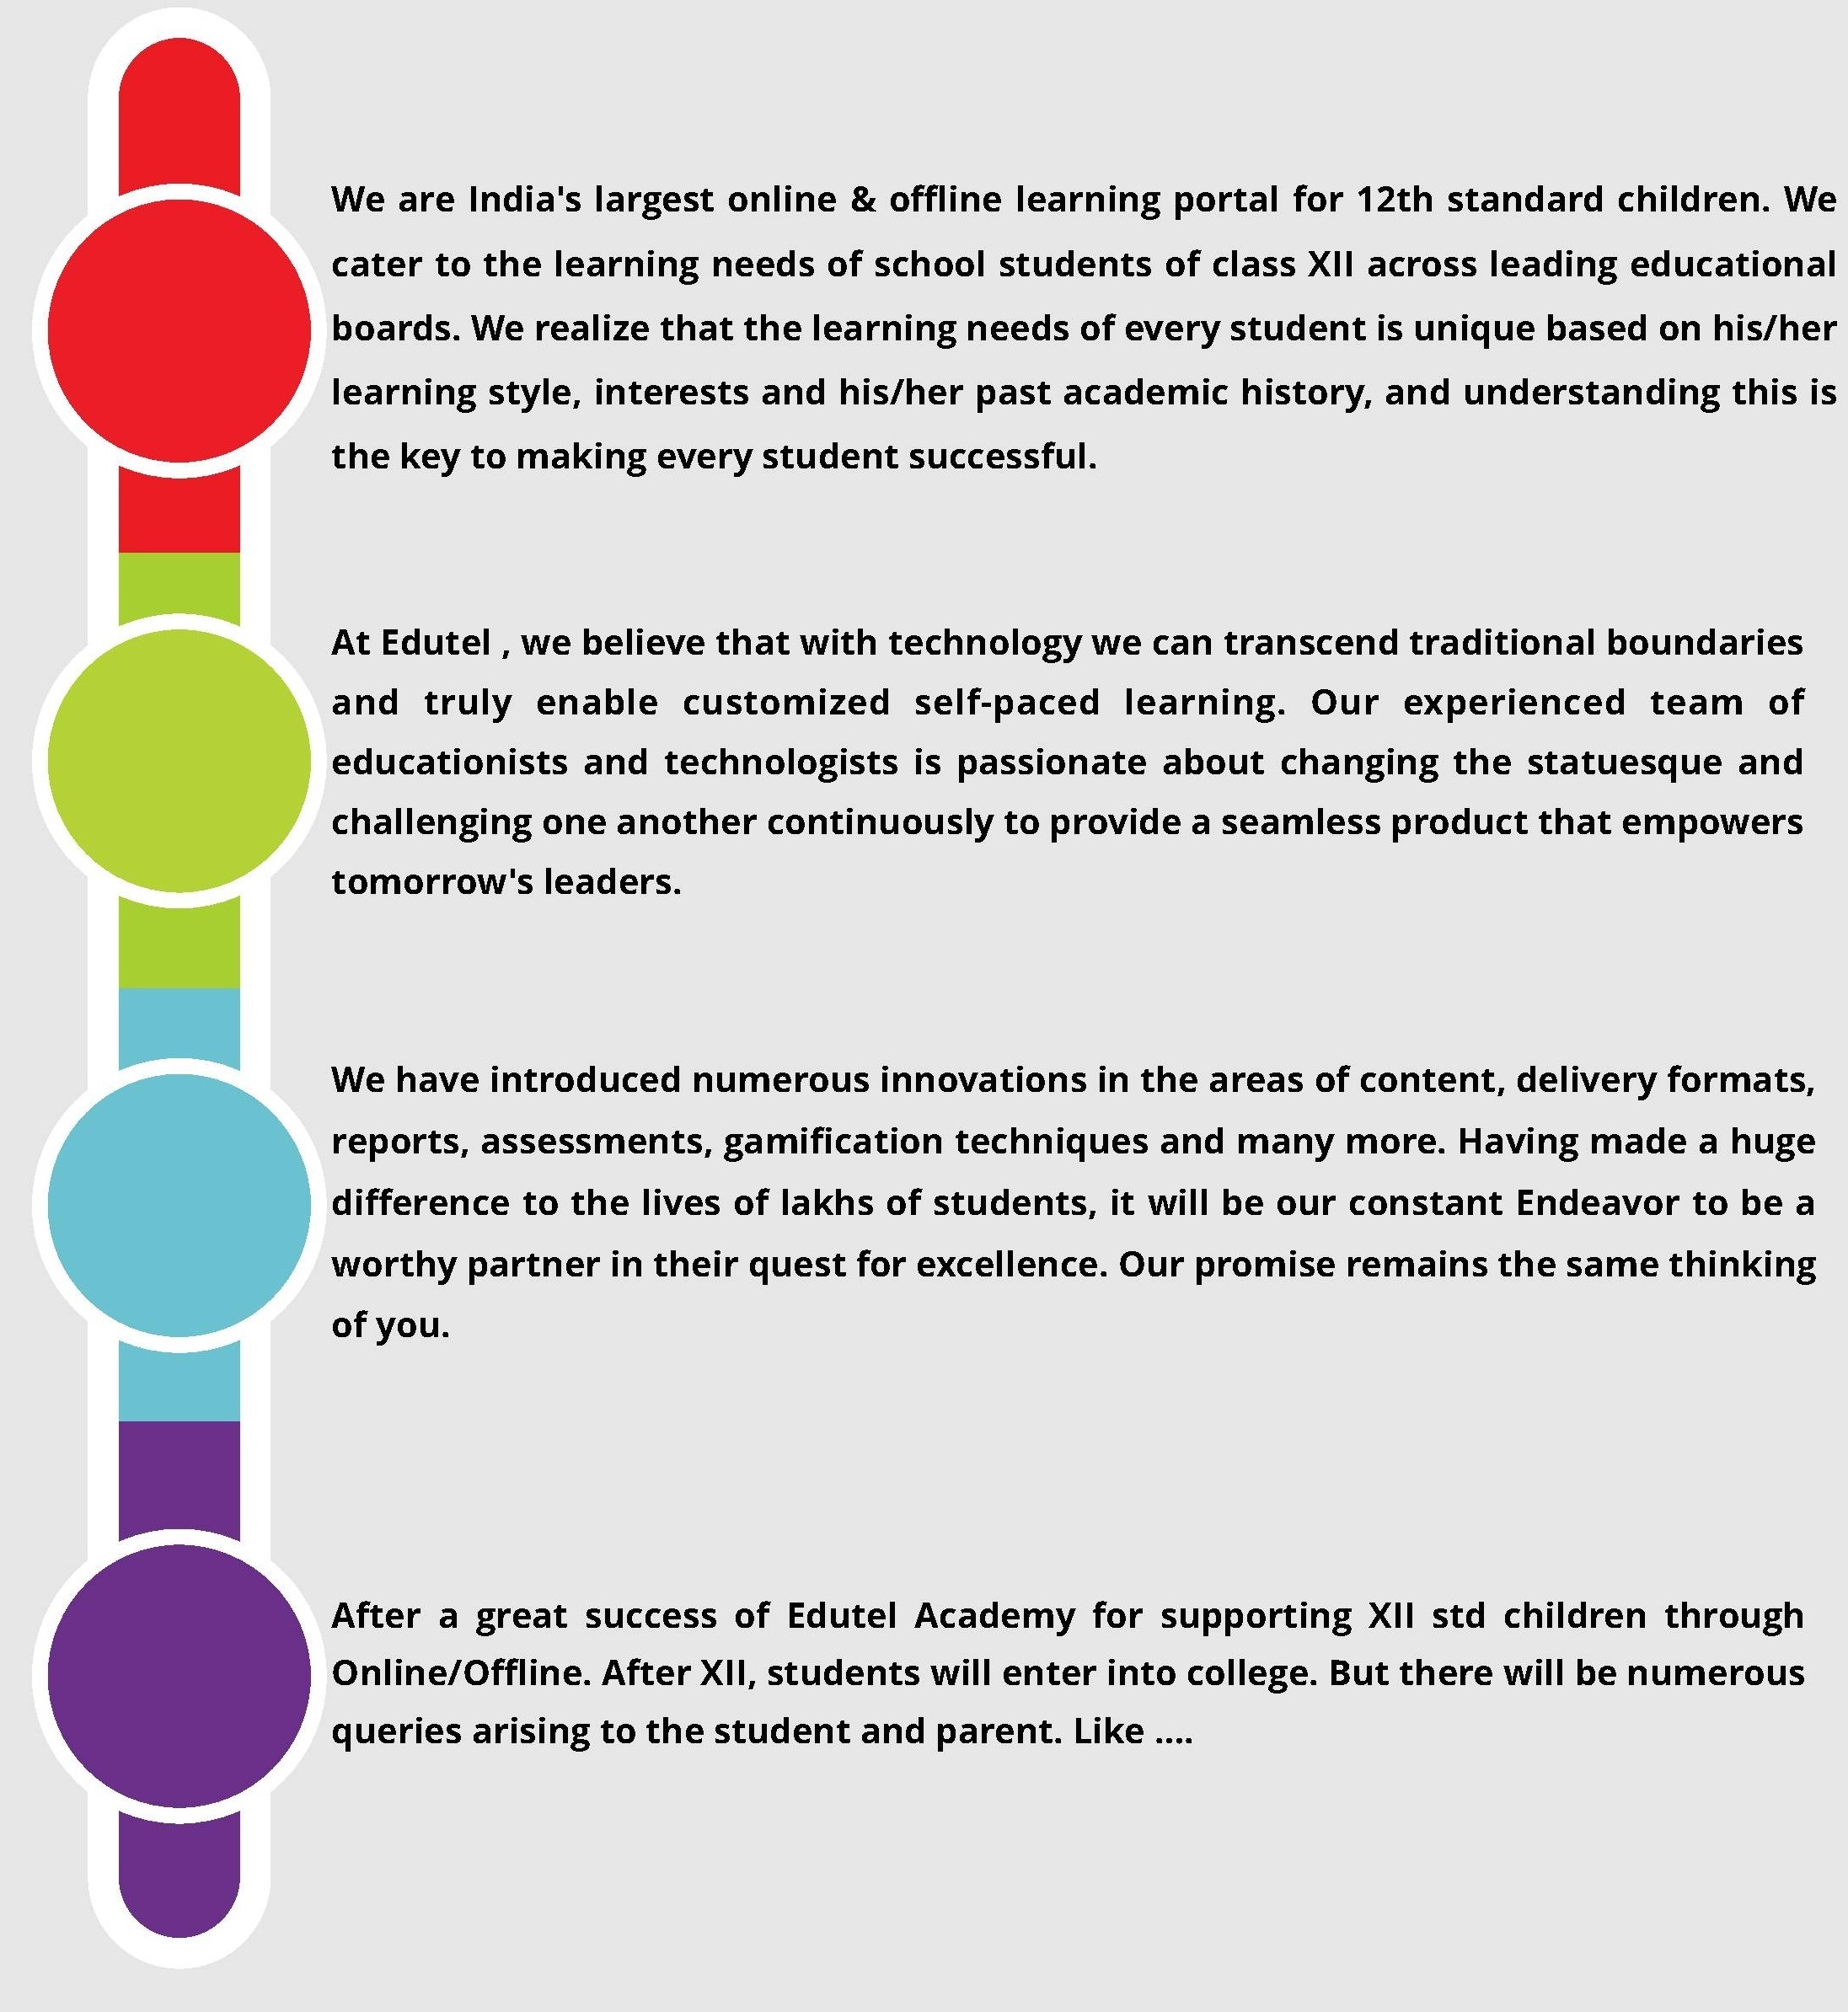 We are India's largest online & offline learning portal for 12th standard children. We
cater to the learning needs of school students of class XII across leading educational
boards. We realize that the learning needs of every student is unique based on his/her
learning style, interests and his/her past academic history, and understanding this is
the key to making every student successful.
At Edutel , we believe that with technology we can transcend traditional boundaries
and truly enable customized self-paced learning. Our experienced team of
educationists and technologists is passionate about changing the statuesque and
challenging one another continuously to provide a seamless product that empowers
tomorrow's leaders.
We have introduced numerous innovations in the areas of content, delivery formats,
reports, assessments, gamification techniques and many more. Having made a huge
difference to the lives of lakhs of students, it will be our constant Endeavor to be a
worthy partner in their quest for excellence. Our promise remains the same thinking
of you.
After a great success of Edutel Academy for supporting XII std children through
Online/Offline. After XII, students will enter into college. But there will be numerous
queries arising to the student and parent. Like ....